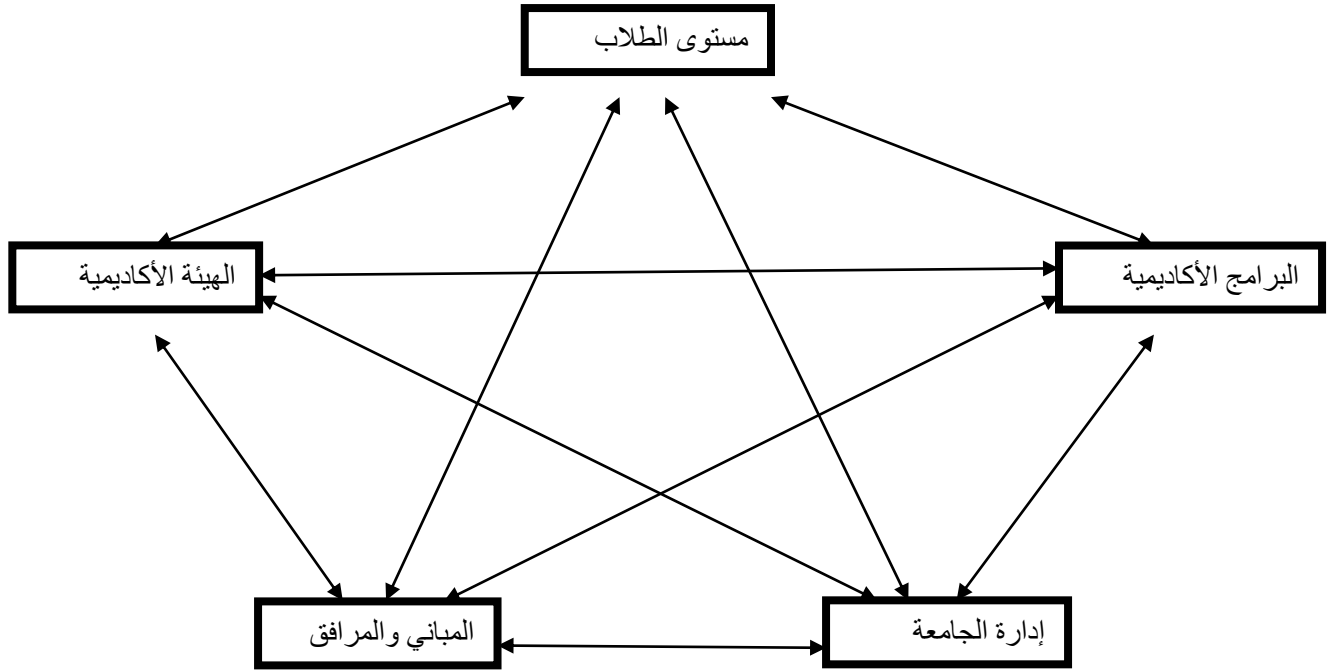 مستوى الطلاب
البرامج الأكاديمية
الهيئة الأكاديمية
إدارة الجامعة
المباني والمرافق